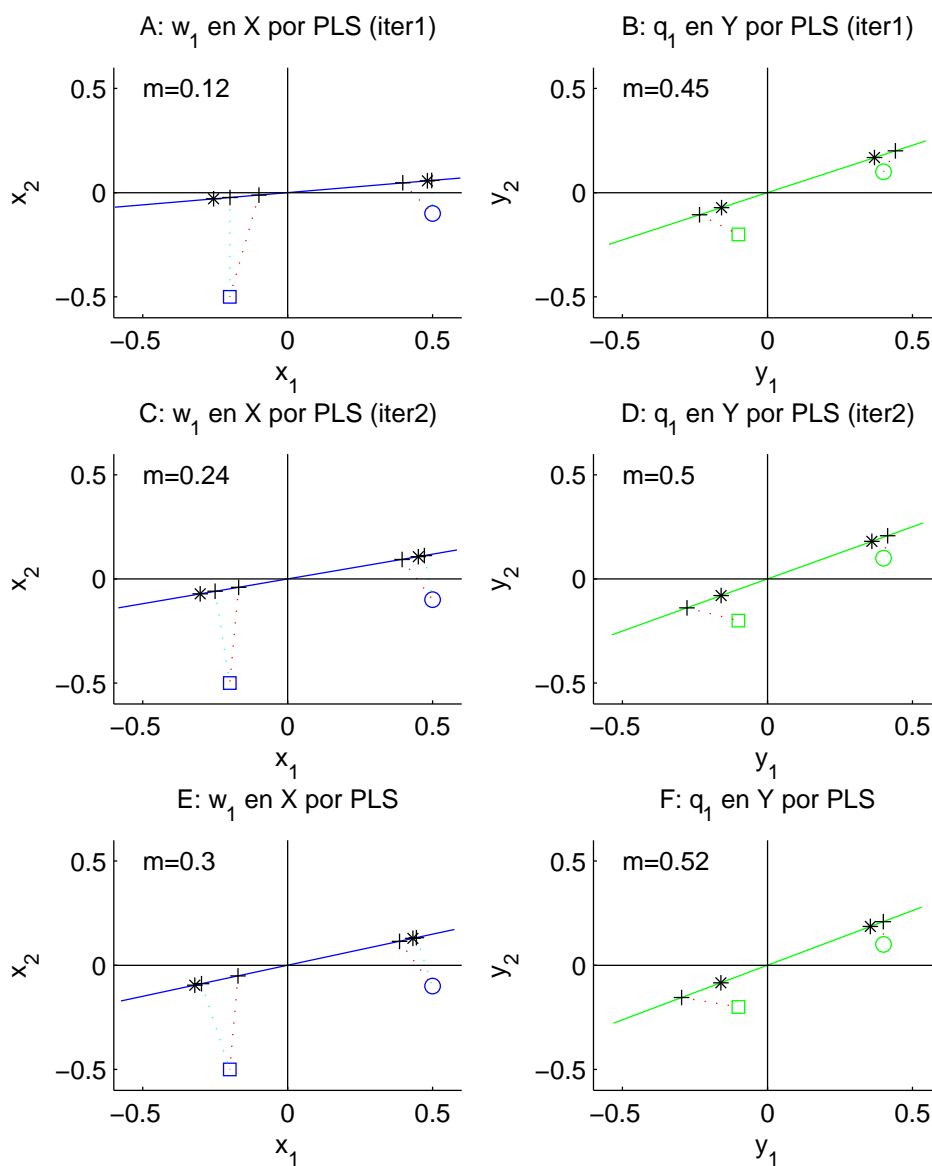 A: w1 en X por PLS (iter1)
m=0.12
0.5
0
−0.5
x2
−0.5 0 0.5
x1
B: q1 en Y por PLS (iter1)
m=0.45
0.5
0
−0.5
y2
−0.5 0 0.5
y1
C: w1 en X por PLS (iter2)
m=0.24
0.5
0
−0.5
x2
−0.5 0 0.5
x1
D: q1 en Y por PLS (iter2)
m=0.5
0.5
0
−0.5
y2
−0.5 0 0.5
y1
E: w1 en X por PLS
m=0.3
0.5
0
−0.5
x2
−0.5 0 0.5
x1
F: q1 en Y por PLS
m=0.52
0.5
0
−0.5
y2
−0.5 0 0.5
y1